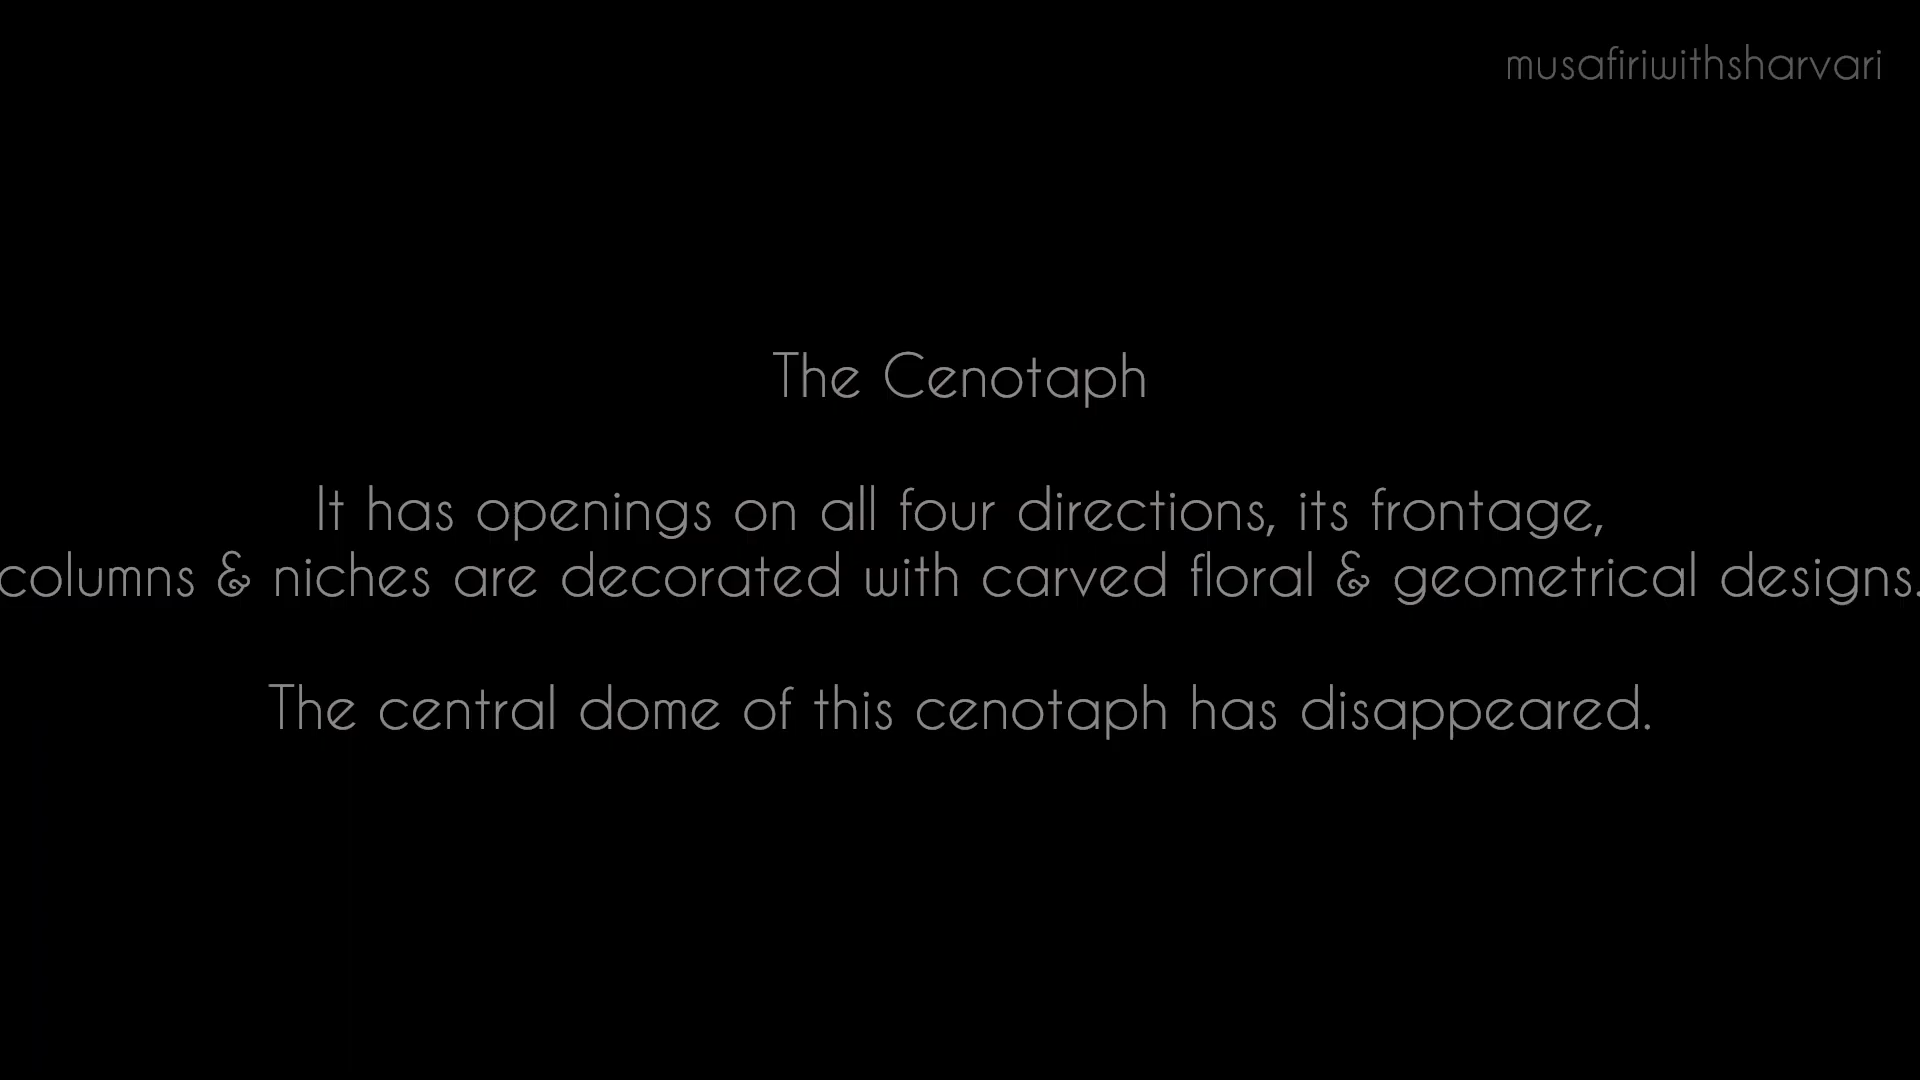 musafiriwithsharvari
The Cenotaph
It has openings on all four directions, its frontage,
columns & niches are decorated with carved floral & geometrical designs.
The central dome of this cenotaph has disappeared.